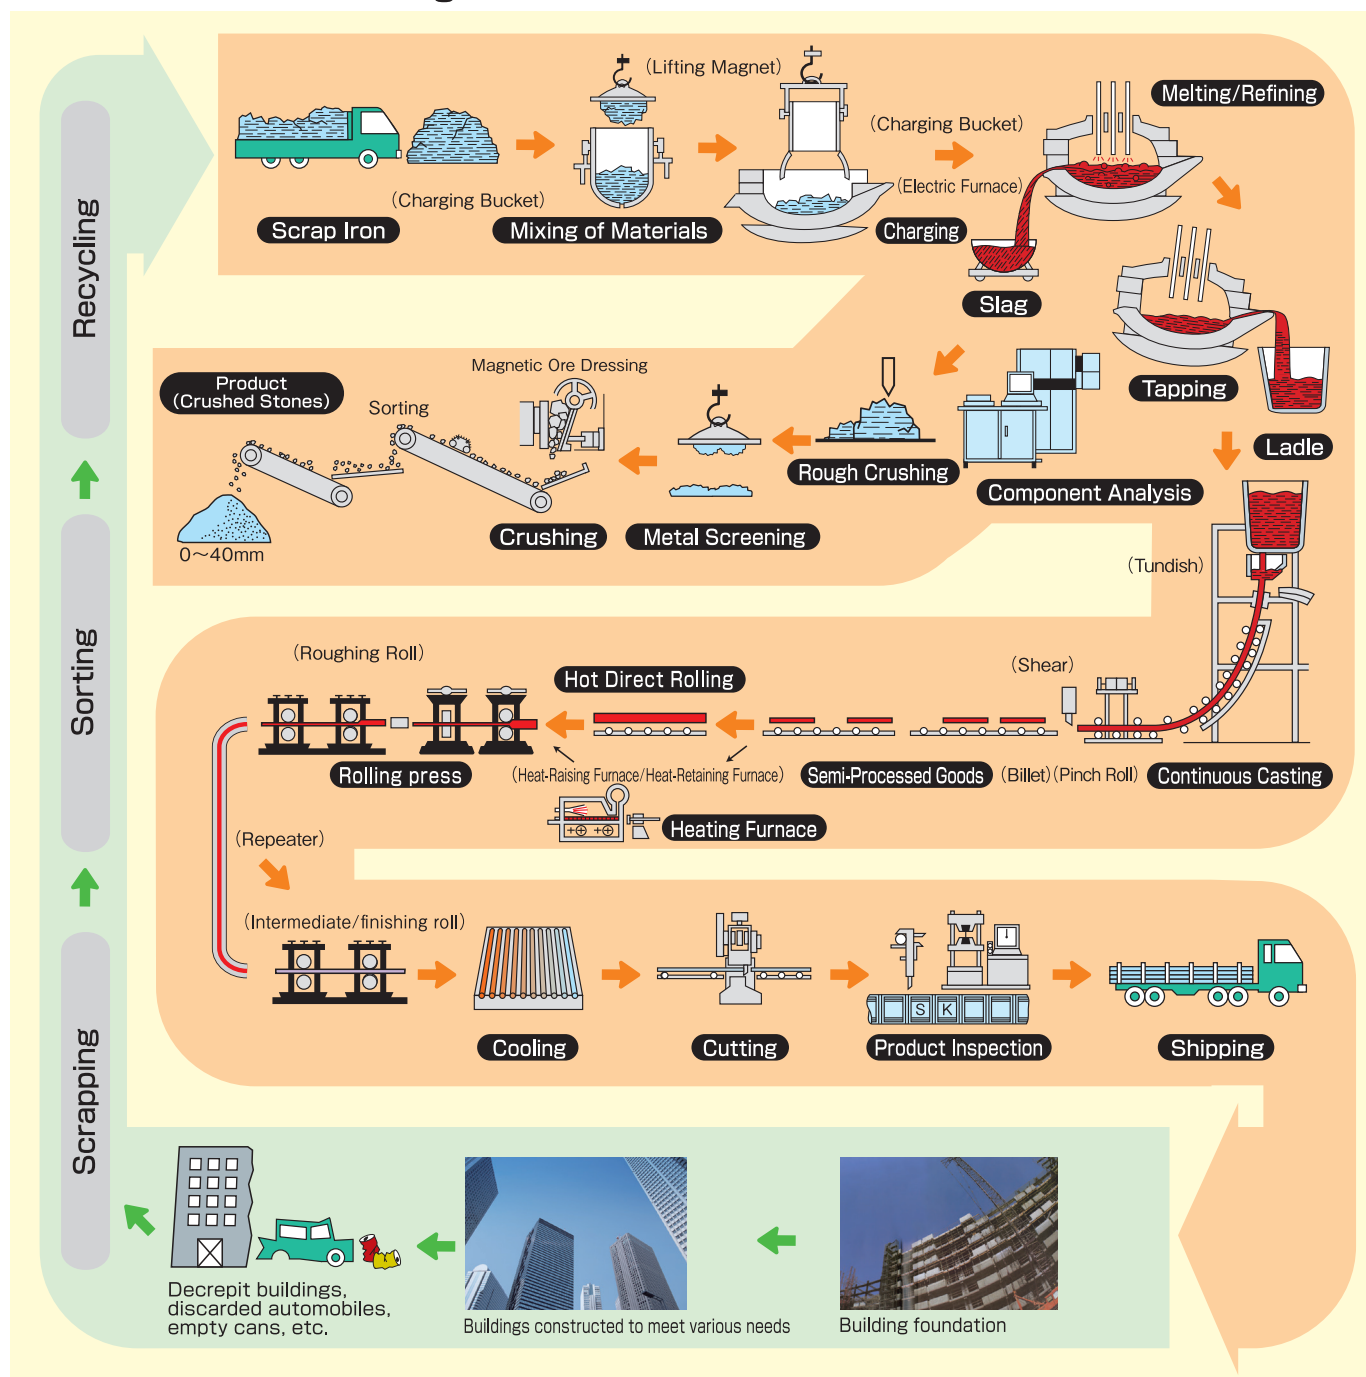 (Lifting Magnet)
Melting/Refining
(Charging Bucket)
(Electric Furnace)
(Charging Bucket)
Scrap Iron
Mixing of Materials
Charging
Slag
Tapping
Ladle
Component Analysis
Rough Crushing
Metal Screening
Magnetic Ore Dressing
Crushing
Sorting
Product
(Crushed Stones)
0～40mm
(Tundish)
(Shear)
Continuous Casting
(Pinch Roll)
(Billet)
Semi-Processed Goods
Hot Direct Rolling
(Heat-Raising Furnace/Heat-Retaining Furnace)
Heating Furnace
(Roughing Roll)
Rolling press
(Repeater)
(Intermediate/finishing roll)
Cooling
Cutting
S K
Product Inspection
Shipping
Building foundation
Buildings constructed to meet various needs
Decrepit buildings,
discarded automobiles,
empty cans, etc.
Scrapping
Sorting
Recycling